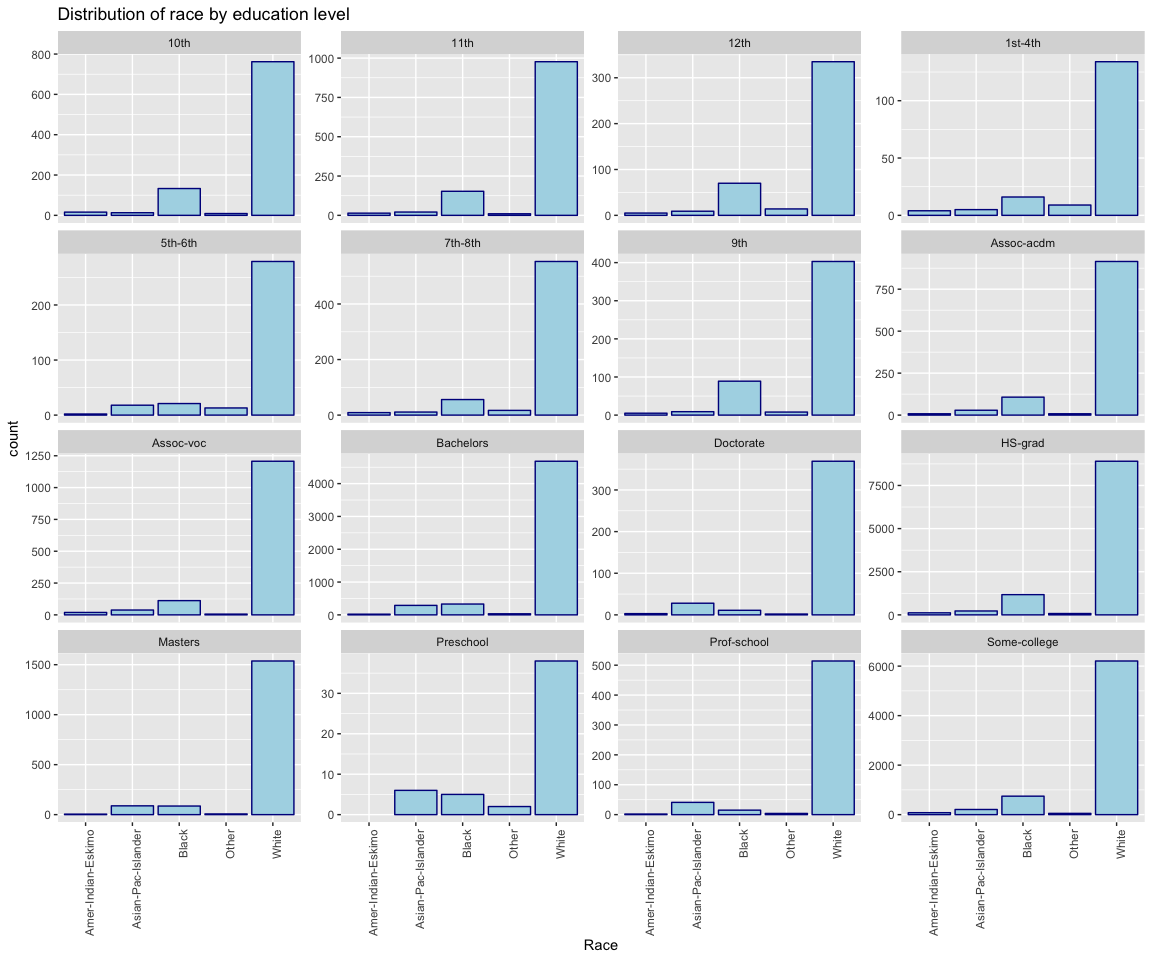 Distribution of race by education level
10th 11th 12th 1st-4th
800 1000 300 100
600 750 200 50
400 500 100 0
200 250 0
0 0
5th-6th 7th-8th 9th Assoc-acdm
200 400 400 750
100 200 300 500
0 0 200 250
100 0
0
count
Assoc-voc Bachelors Doctorate HS-grad
1250 4000 300 7500
1000 3000 200 5000
750 2000 100 2500
500 1000 0 0
250 0
0
Masters Preschool Prof-school Some-college
1500 30 500 6000
1000 20 400 4000
500 10 300 2000
0 0 200 0
100
0
Amer-Indian-Eskimo Asian-Pac-Islander Black Other White Amer-Indian-Eskimo Asian-Pac-Islander Black Other White Amer-Indian-Eskimo Asian-Pac-Islander Black Other White Amer-Indian-Eskimo Asian-Pac-Islander Black Other White
Race